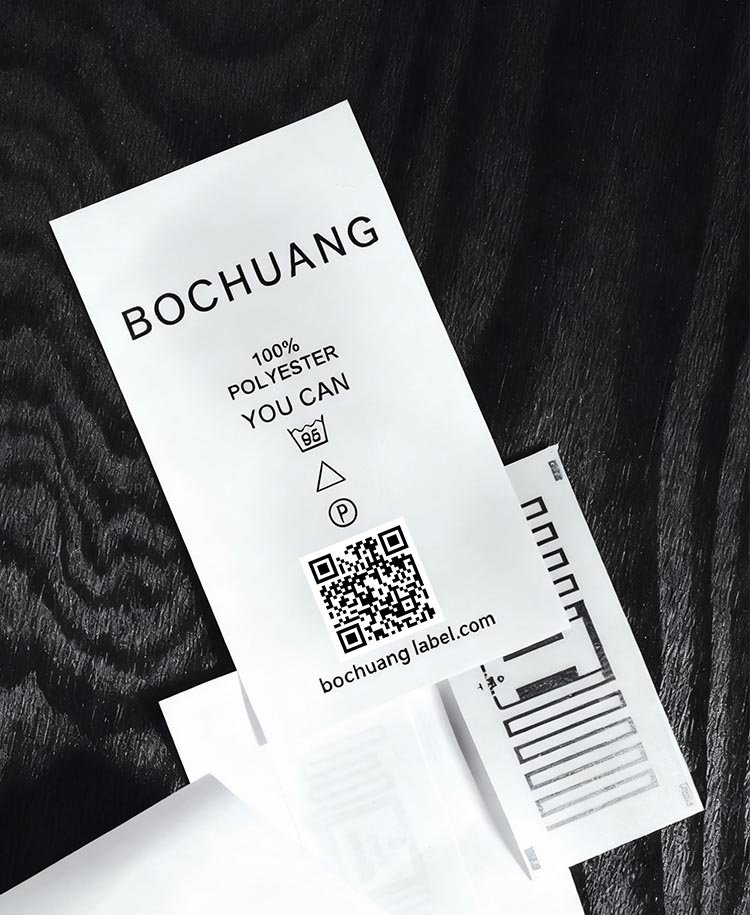 BOCHUANG
100%
POLYESTER
YOU CAN
95
P
bochuang label.com